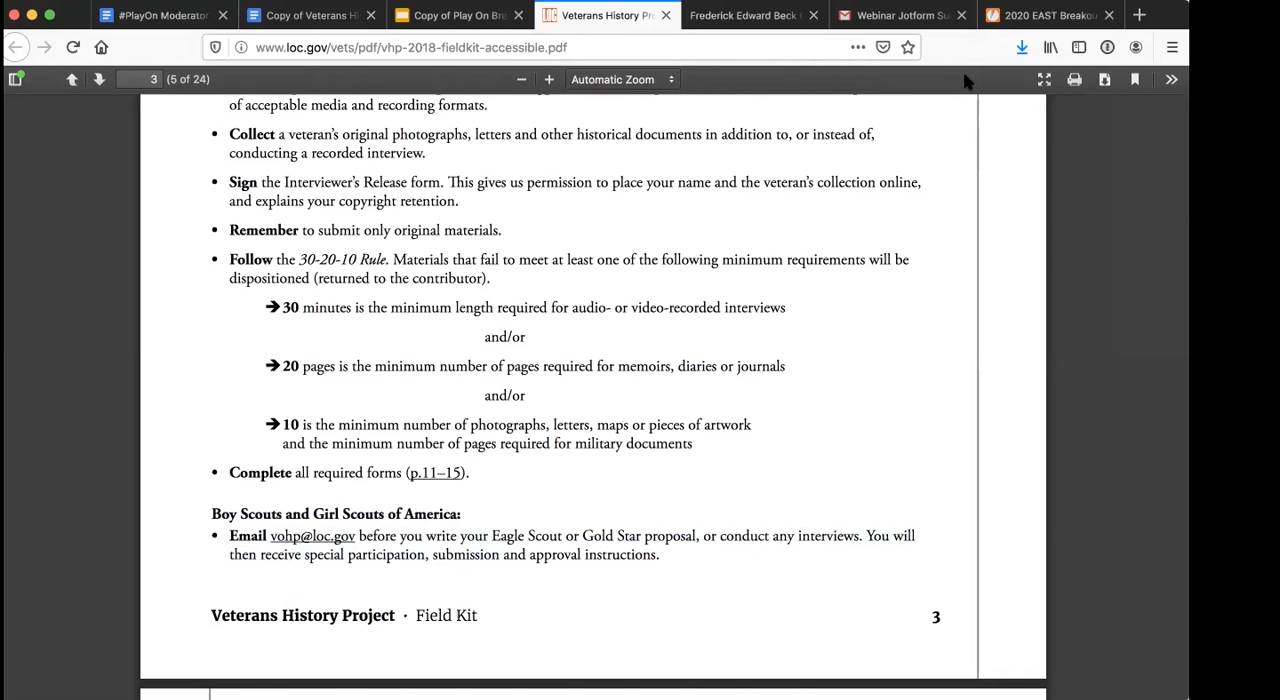 #PlayOn Moderator
Copy of Veterans Hi
Copy of Play On Bre
Veterans History Pro
Frederick Edward Beck C
Webinar Jotform Su
2020 EAST Breakou
www.loc.gov/vets/pdf/vhp-2018-fieldkit-accessible.pdf
3 (5 of 24)
Automatic Zoom
of acceptable media and recording formats.
• Collect a veteran's original photographs, letters and other historical documents in addition to, or instead of,
conducting a recorded interview.
• Sign the Interviewer's Release form. This gives us permission to place your name and the veteran's collection online,
and explains your copyright retention.
• Remember to submit only original materials.
• Follow the 30-20-10 Rule. Materials that fail to meet at least one of the following minimum requirements will be
dispositioned (returned to the contributor).
➔ 30 minutes is the minimum length required for audio- or video-recorded interviews
and/or
➔ 20 pages is the minimum number of pages required for memoirs, diaries or journals
and/or
➔ 10 is the minimum number of photographs, letters, maps or pieces of artwork
and the minimum number of pages required for military documents
• Complete all required forms (p.11–15).
Boy Scouts and Girl Scouts of America:
• Email vohp@loc.gov before you write your Eagle Scout or Gold Star proposal, or conduct any interviews. You will
then receive special participation, submission and approval instructions.
Veterans History Project · Field Kit
3